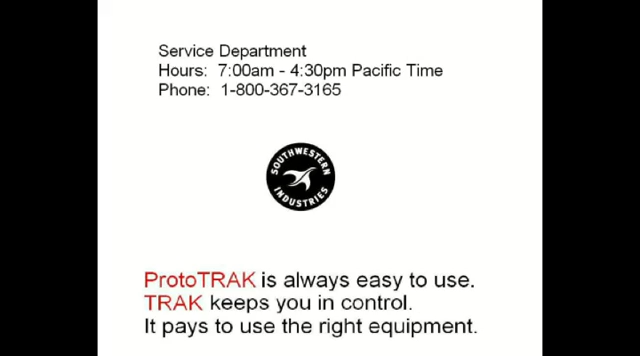 Service Department
Hours: 7:00am - 4:30pm Pacific Time
Phone: 1-800-367-3165
SOUTHWESTERN
INDUSTRIES
ProtoTRAK is always easy to use.
TRAK keeps you in control.
It pays to use the right equipment.